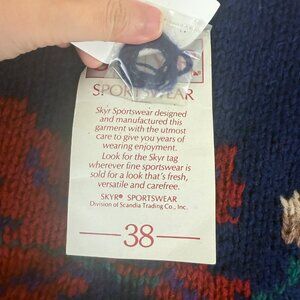 SPORTSWEAR
Skyr Sportswear designed
and manufactured this
garment with the utmost
care to give you years of
wearing enjoyment.
Look for the Skyr tag
wherever fine sportswear is
sold for a look that's fresh,
versatile and carefree.
SKYR® SPORTSWEAR
Division of Scandia Trading Co., Inc.
38